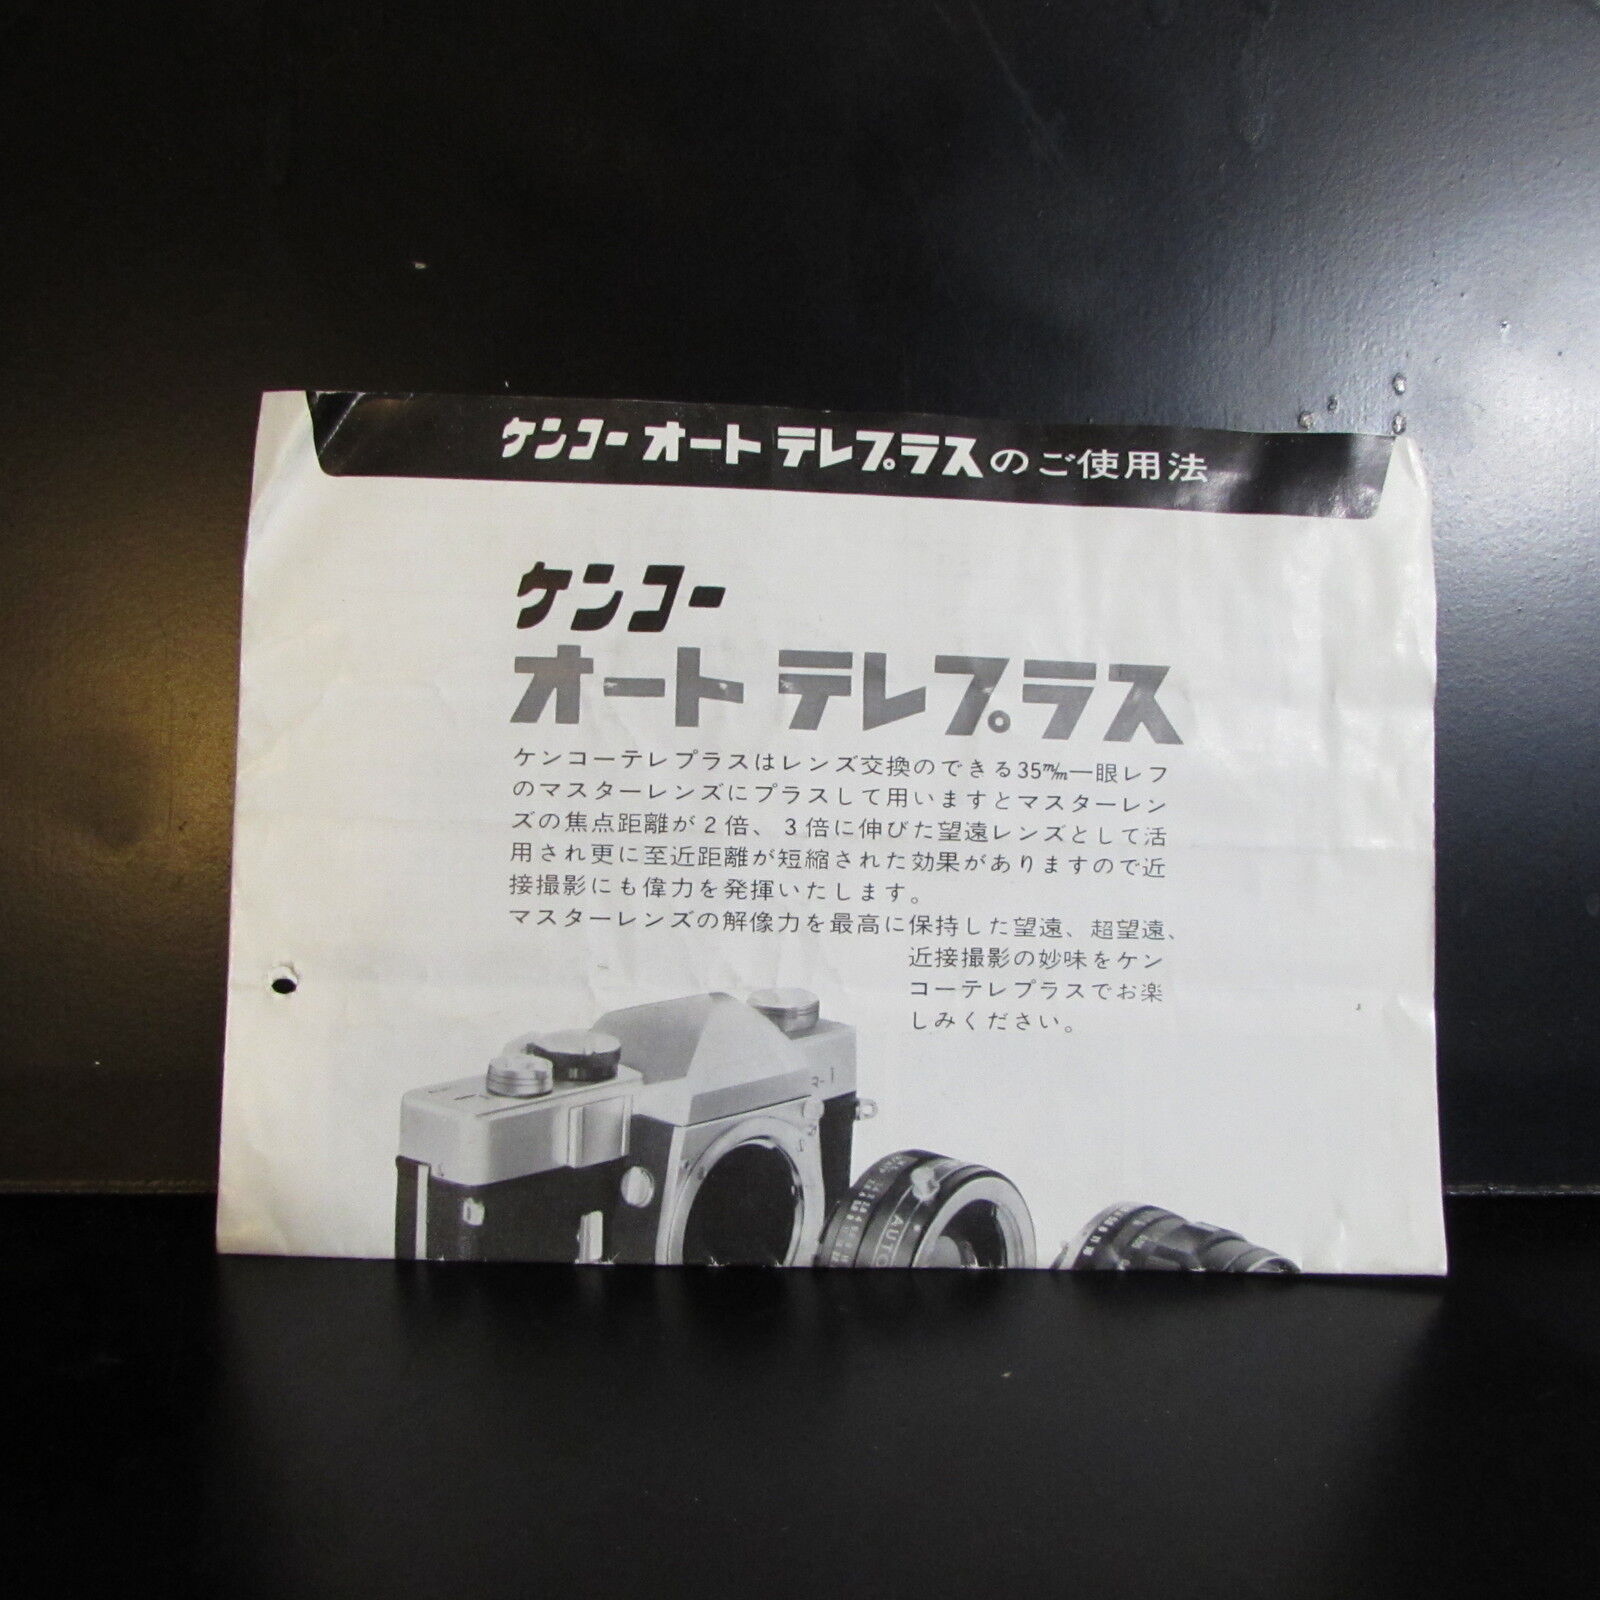 ケンコー オート テレプラスのご使用法
ケンコー
オート テレプラス
ケンコーテレプラスはレンズ交換のできる35m/m一眼レフ
のマスターレンズにプラスして用いますとマスターレン
ズの焦点距離が2倍、3倍に伸びた望遠レンズとして活
用され更に至近距離が短縮された効果がありますので近
接撮影にも偉力を発揮いたします。
マスターレンズの解像力を最高に保持した望遠、超望遠、
近接撮影の妙味をケン
コーテレプラスでお楽
しみください。
AUTO